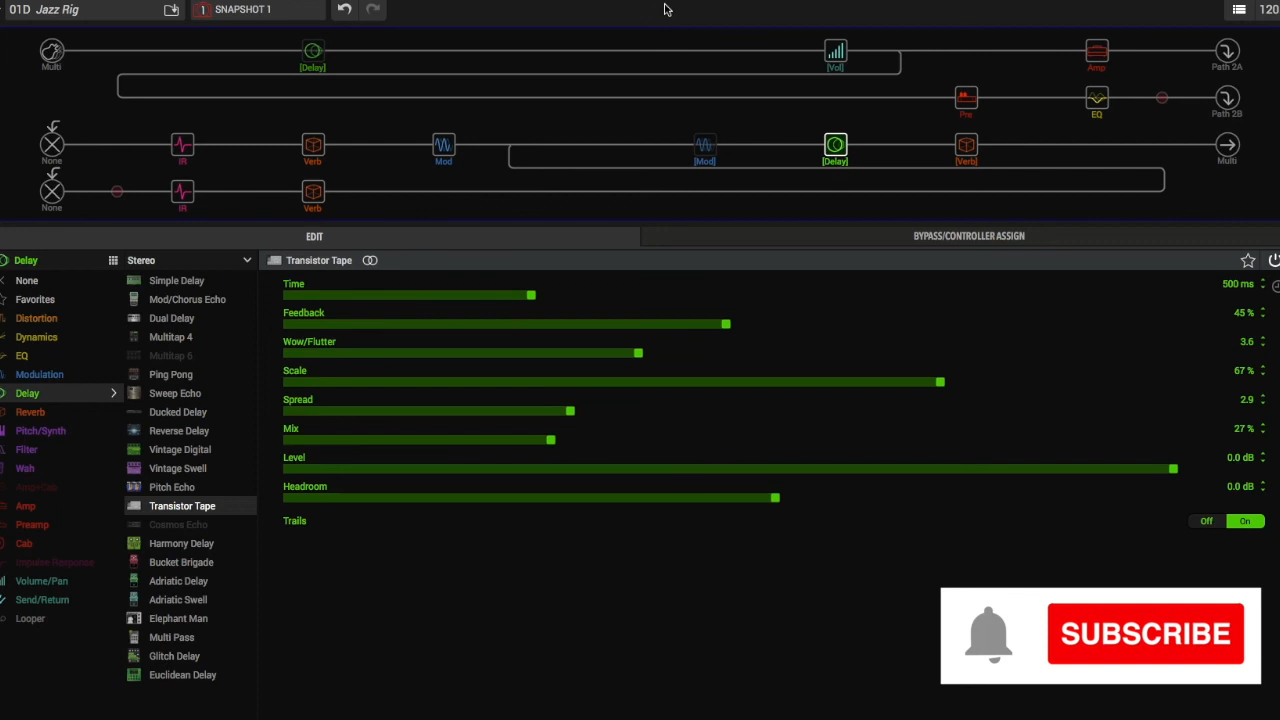 01D Jazz Rig
1 SNAPSHOT 1
120
Multi
[Delay]
[Vol]
Amp
Path 2A
Pre
EQ
Path 2B
None
IR
Verb
Mod
[Mod]
[Delay]
[Verb]
Multi
None
IR
Verb
EDIT
BYPASS/CONTROLLER ASSIGN
Delay
Stereo
Transistor Tape
None
Favorites
Distortion
Dynamics
EQ
Modulation
Delay
Reverb
Pitch/Synth
Filter
Wah
Amp+Cab
Amp
Preamp
Cab
Impulse Response
Volume/Pan
Send/Return
Looper
Simple Delay
Mod/Chorus Echo
Dual Delay
Multitap 4
Multitap 6
Ping Pong
Sweep Echo
Ducked Delay
Reverse Delay
Vintage Digital
Vintage Swell
Pitch Echo
Transistor Tape
Cosmos Echo
Harmony Delay
Bucket Brigade
Adriatic Delay
Adriatic Swell
Elephant Man
Multi Pass
Glitch Delay
Euclidean Delay
Time 500 ms
Feedback 45 %
Wow/Flutter 3.6
Scale 67 %
Spread 2.9
Mix 27 %
Level 0.0 dB
Headroom 0.0 dB
Trails Off On
SUBSCRIBE